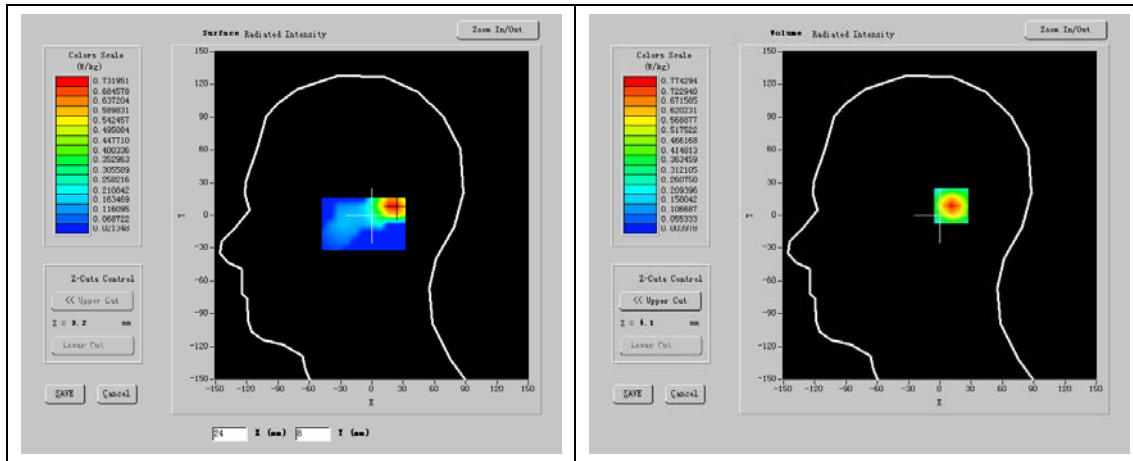 Surface Radiated Intensity
Zoom In/Out
Colors Scale
(W/kg)
0.731951
0.684578
0.637204
0.589831
0.542457
0.495084
0.447710
0.400336
0.352963
0.305589
0.258216
0.210842
0.163469
0.116095
0.068722
0.021348
Z-Cuts Control
<< Upper Cut
mm
Lower Cut
SAVE
Cancel
150
120
90
60
30
0
-30
-60
-90
-120
-150
Y
-150 -120 -90 -60 -30 0 30 60 90 120 150
X
24 X (mm) 8 Y (mm)
Volume Radiated Intensity
Zoom In/Out
Colors Scale
(W/kg)
0.774294
0.722940
0.671585
0.620231
0.568877
0.517522
0.466168
0.414813
0.363459
0.312105
0.260750
0.209396
0.158042
0.106687
0.055333
0.003978
Z-Cuts Control
<< Upper Cut
mm
Lower Cut
SAVE
Cancel
150
120
90
60
30
0
-30
-60
-90
-120
-150
Y
-150 -120 -90 -60 -30 0 30 60 90 120 150
X